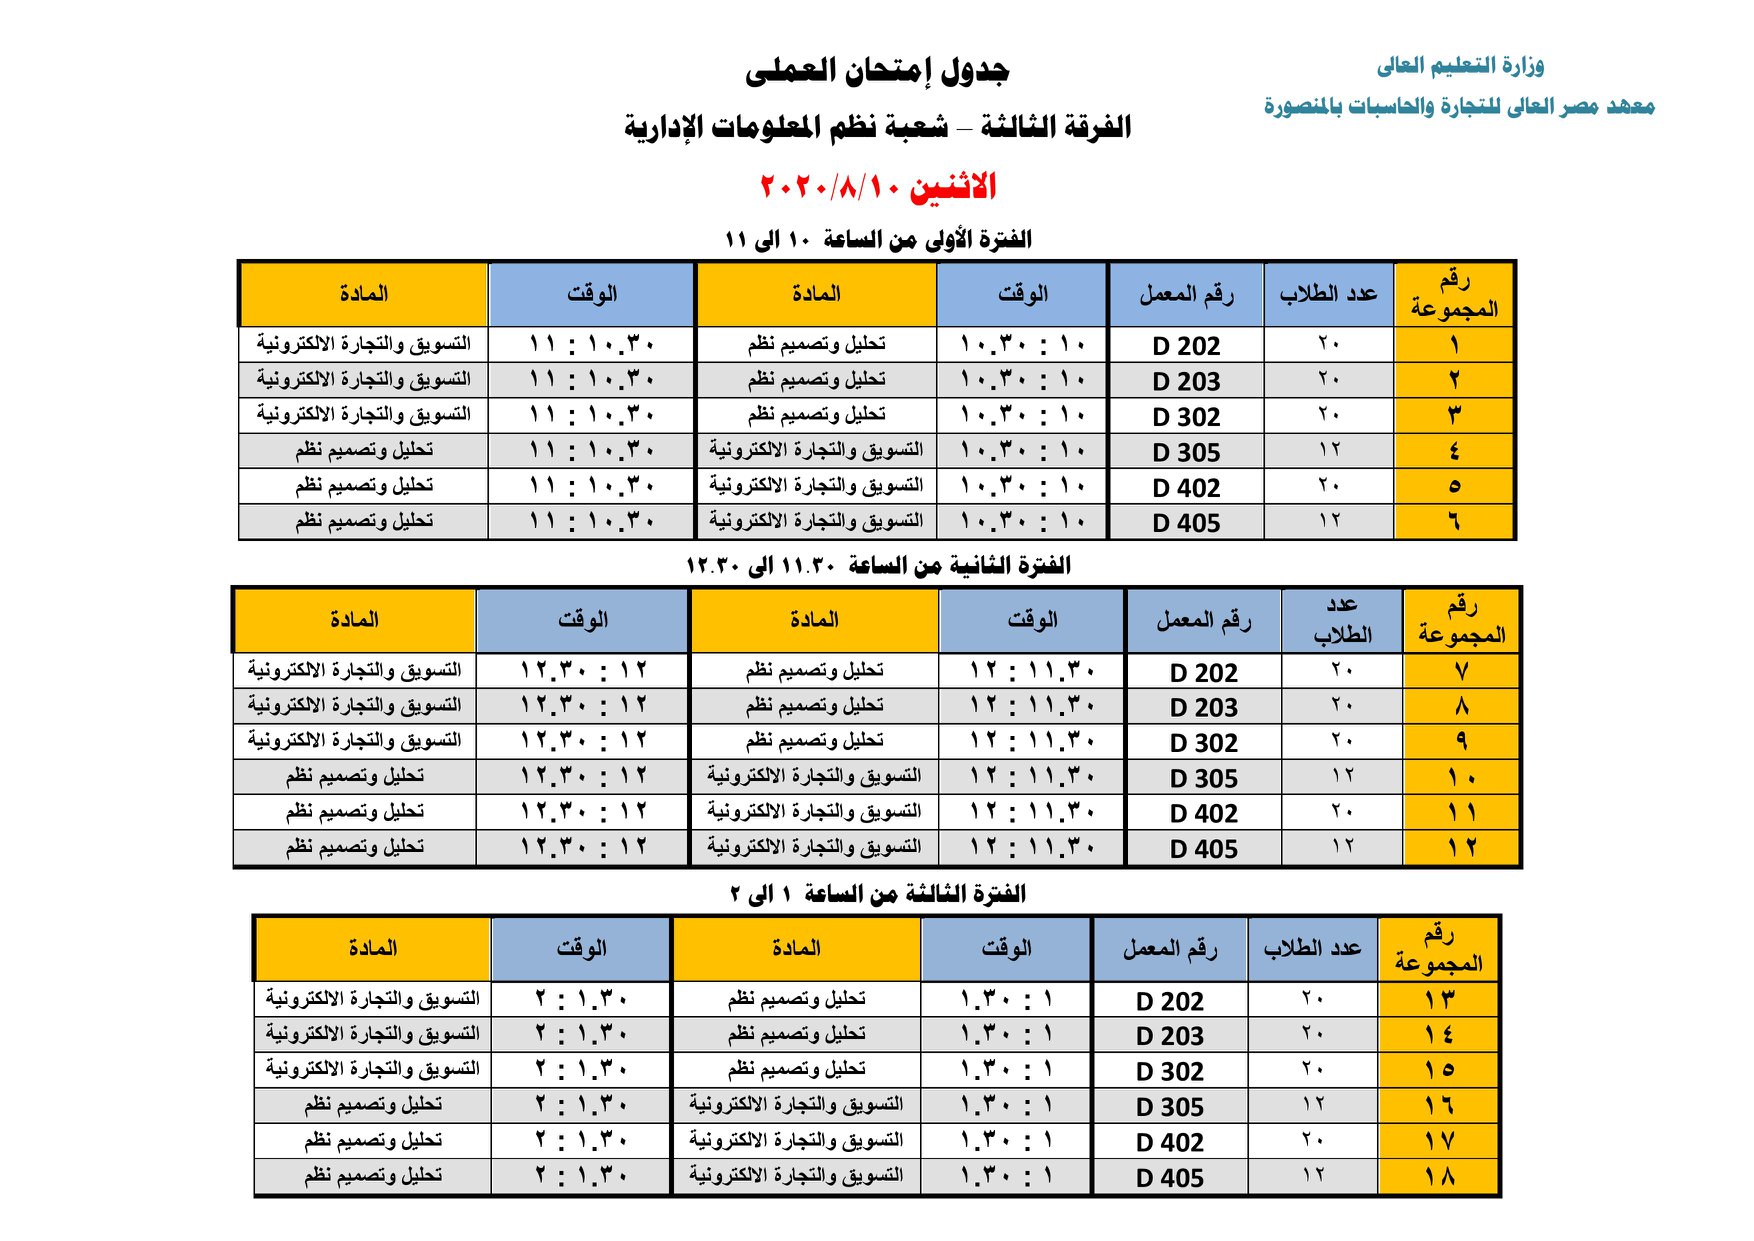 وزارة التعليم العالى
معهد مصر العالى للتجارة والحاسبات بالمنصورة
جدول إمتحان العملى
الفرقة الثالثة – شعبة نظم المعلومات الإدارية
الاثنين ٢٠٢٠/٨/١٠
الفترة الأولى من الساعة ١٠ الى ١١
رقم المجموعة عدد الطلاب رقم المعمل الوقت المادة الوقت المادة
١ ٢٠ D 202 ١٠ : ١٠.٣٠ تحليل وتصميم نظم ١٠.٣٠ : ١١ التسويق والتجارة الالكترونية
٢ ٢٠ D 203 ١٠ : ١٠.٣٠ تحليل وتصميم نظم ١٠.٣٠ : ١١ التسويق والتجارة الالكترونية
٣ ٢٠ D 302 ١٠ : ١٠.٣٠ تحليل وتصميم نظم ١٠.٣٠ : ١١ التسويق والتجارة الالكترونية
٤ ١٢ D 305 ١٠ : ١٠.٣٠ التسويق والتجارة الالكترونية ١٠.٣٠ : ١١ تحليل وتصميم نظم
٥ ٢٠ D 402 ١٠ : ١٠.٣٠ التسويق والتجارة الالكترونية ١٠.٣٠ : ١١ تحليل وتصميم نظم
٦ ١٢ D 405 ١٠ : ١٠.٣٠ التسويق والتجارة الالكترونية ١٠.٣٠ : ١١ تحليل وتصميم نظم
الفترة الثانية من الساعة ١١.٣٠ الى ١٢.٣٠
رقم المجموعة عدد الطلاب رقم المعمل الوقت المادة الوقت المادة
٧ ٢٠ D 202 ١١.٣٠ : ١٢ تحليل وتصميم نظم ١٢ : ١٢.٣٠ التسويق والتجارة الالكترونية
٨ ٢٠ D 203 ١١.٣٠ : ١٢ تحليل وتصميم نظم ١٢ : ١٢.٣٠ التسويق والتجارة الالكترونية
٩ ٢٠ D 302 ١١.٣٠ : ١٢ تحليل وتصميم نظم ١٢ : ١٢.٣٠ التسويق والتجارة الالكترونية
١٠ ١٢ D 305 ١١.٣٠ : ١٢ التسويق والتجارة الالكترونية ١٢ : ١٢.٣٠ تحليل وتصميم نظم
١١ ٢٠ D 402 ١١.٣٠ : ١٢ التسويق والتجارة الالكترونية ١٢ : ١٢.٣٠ تحليل وتصميم نظم
١٢ ١٢ D 405 ١١.٣٠ : ١٢ التسويق والتجارة الالكترونية ١٢ : ١٢.٣٠ تحليل وتصميم نظم
الفترة الثالثة من الساعة ١ الى ٢
رقم المجموعة عدد الطلاب رقم المعمل الوقت المادة الوقت المادة
١٣ ٢٠ D 202 ١ : ١.٣٠ تحليل وتصميم نظم ١.٣٠ : ٢ التسويق والتجارة الالكترونية
١٤ ٢٠ D 203 ١ : ١.٣٠ تحليل وتصميم نظم ١.٣٠ : ٢ التسويق والتجارة الالكترونية
١٥ ٢٠ D 302 ١ : ١.٣٠ تحليل وتصميم نظم ١.٣٠ : ٢ التسويق والتجارة الالكترونية
١٦ ١٢ D 305 ١ : ١.٣٠ التسويق والتجارة الالكترونية ١.٣٠ : ٢ تحليل وتصميم نظم
١٧ ٢٠ D 402 ١ : ١.٣٠ التسويق والتجارة الالكترونية ١.٣٠ : ٢ تحليل وتصميم نظم
١٨ ١٢ D 405 ١ : ١.٣٠ التسويق والتجارة الالكترونية ١.٣٠ : ٢ تحليل وتصميم نظم